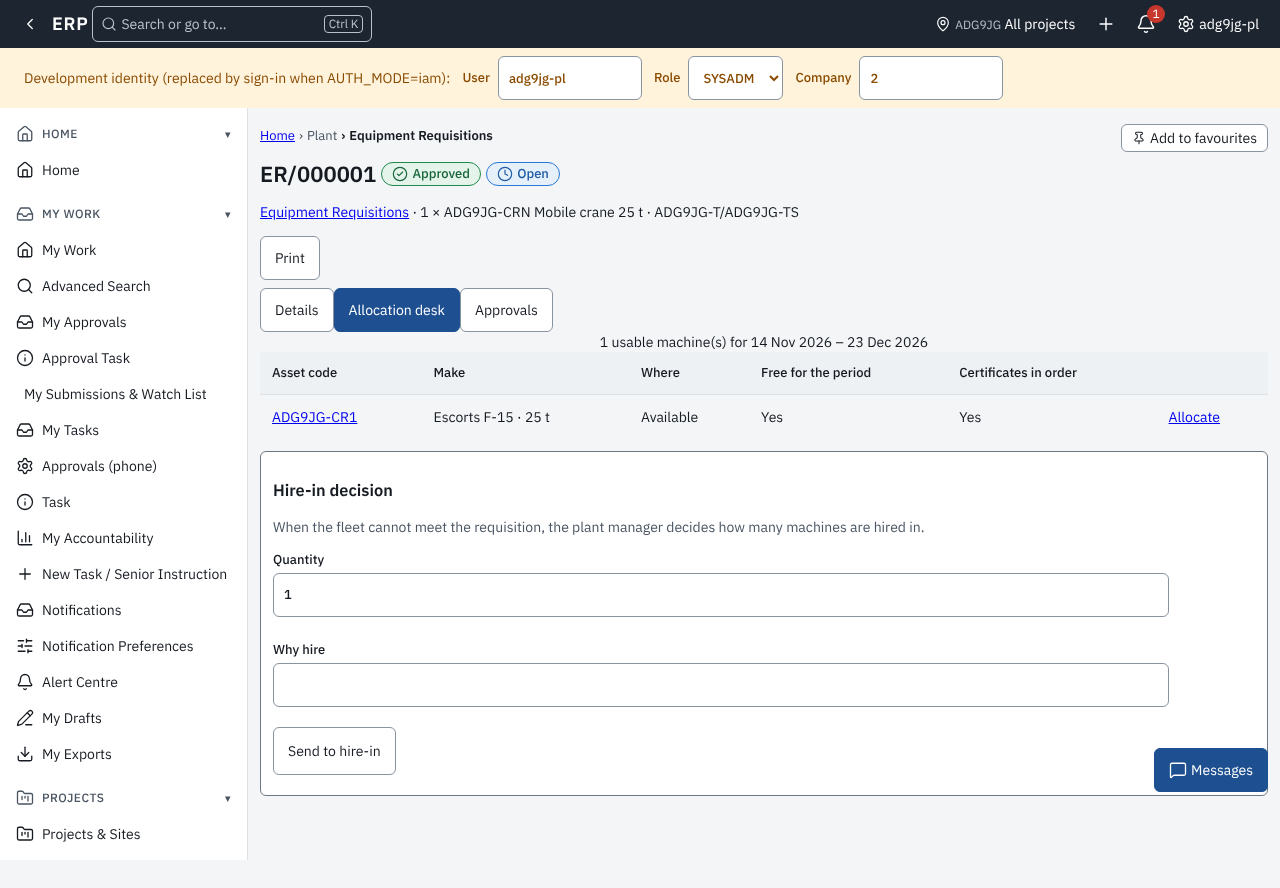 ERP
Search or go to...
Ctrl K
ADG9JG All projects
1
adg9jg-pl
Development identity (replaced by sign-in when AUTH_MODE=iam):
User
adg9jg-pl
Role
SYSADM
Company
2
HOME
Home
MY WORK
My Work
Advanced Search
My Approvals
Approval Task
My Submissions & Watch List
My Tasks
Approvals (phone)
Task
My Accountability
New Task / Senior Instruction
Notifications
Notification Preferences
Alert Centre
My Drafts
My Exports
PROJECTS
Projects & Sites
Home › Plant › Equipment Requisitions
Add to favourites
ER/000001
Approved
Open
Equipment Requisitions · 1 × ADG9JG-CRN Mobile crane 25 t · ADG9JG-T/ADG9JG-TS
Print
Details
Allocation desk
Approvals
1 usable machine(s) for 14 Nov 2026 – 23 Dec 2026
Asset code Make Where Free for the period Certificates in order
ADG9JG-CR1 Escorts F-15 · 25 t Available Yes Yes Allocate
Hire-in decision
When the fleet cannot meet the requisition, the plant manager decides how many machines are hired in.
Quantity
1
Why hire
Send to hire-in
Messages